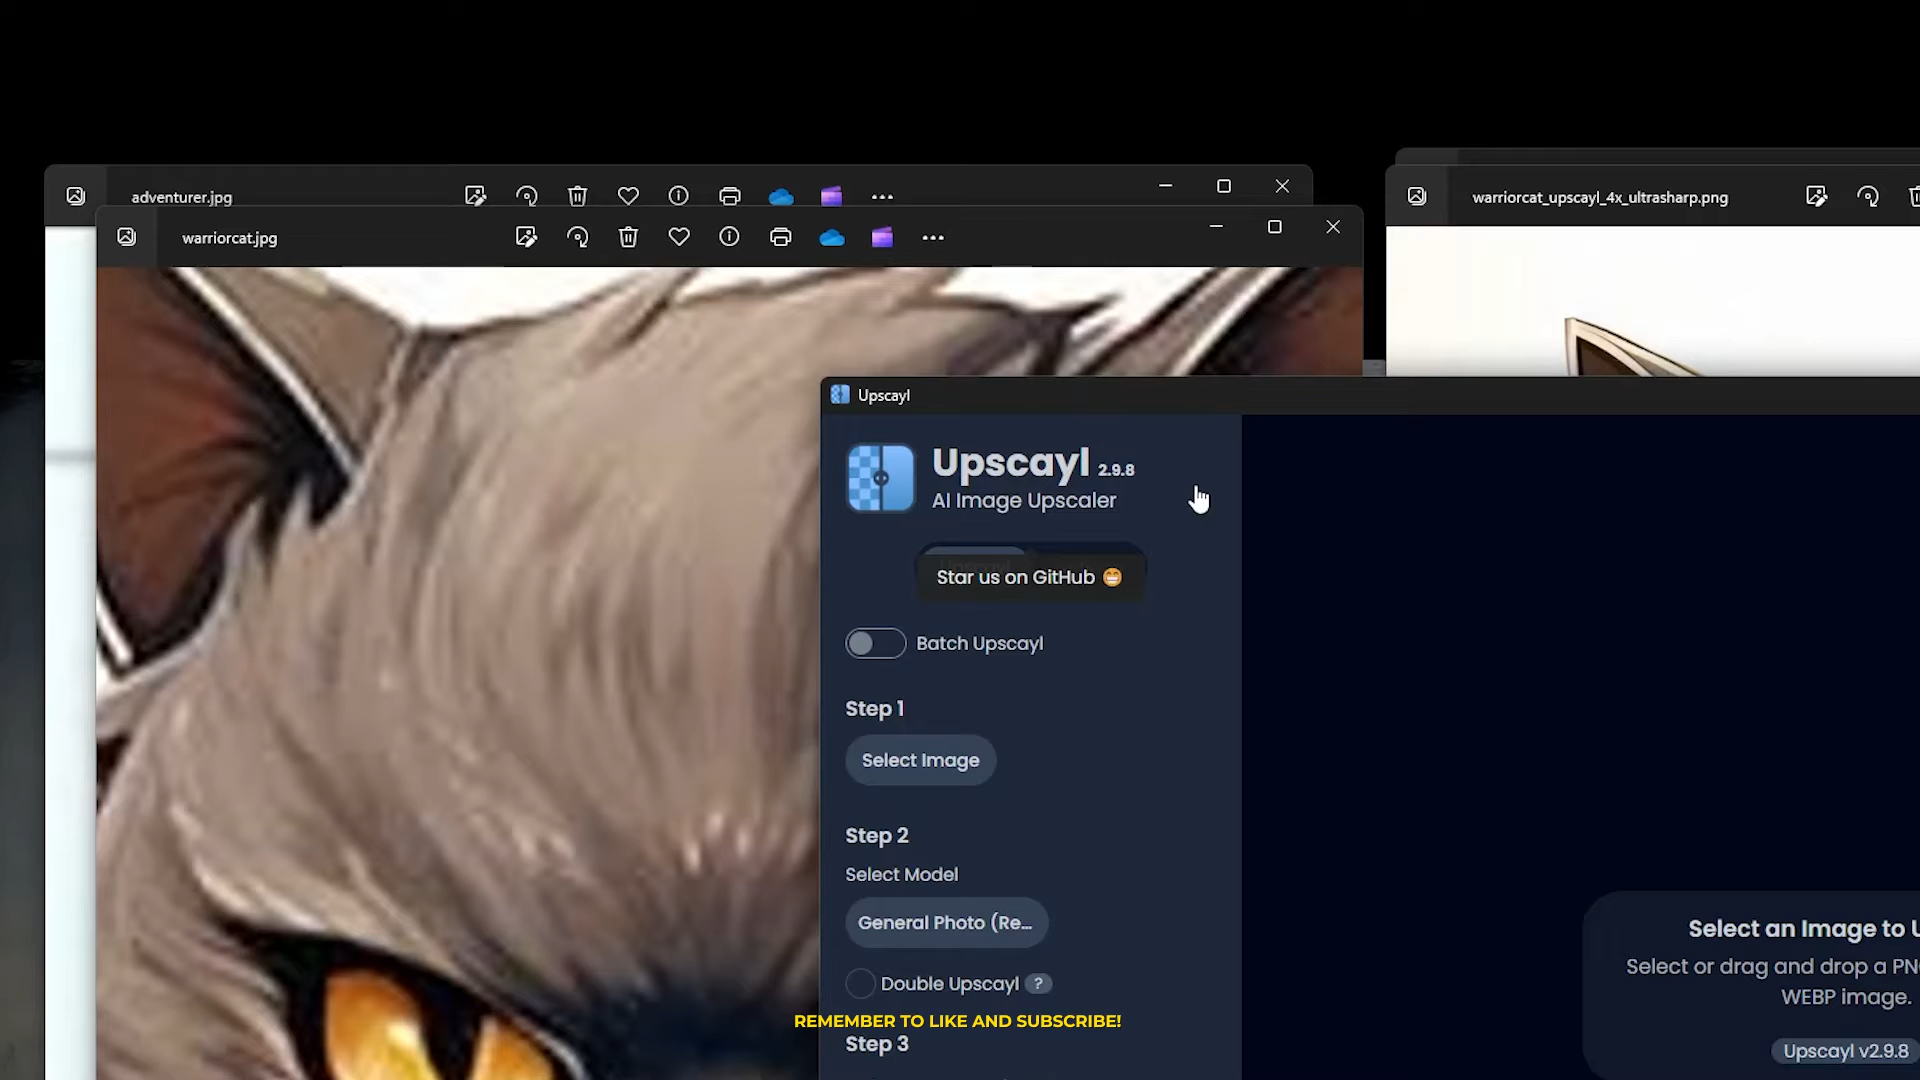 adventurer.jpg
warriorcat.jpg
warriorcat_upscayl_4x_ultrasharp.png
Upscayl
Upscayl 2.9.8
AI Image Upscaler
Star us on GitHub 😁
Batch Upscayl
Step 1
Select Image
Step 2
Select Model
General Photo (Re...
Double Upscayl ?
REMEMBER TO LIKE AND SUBSCRIBE!
Step 3
Select an Image to U
Select or drag and drop a PN
WEBP image.
Upscayl v2.9.8